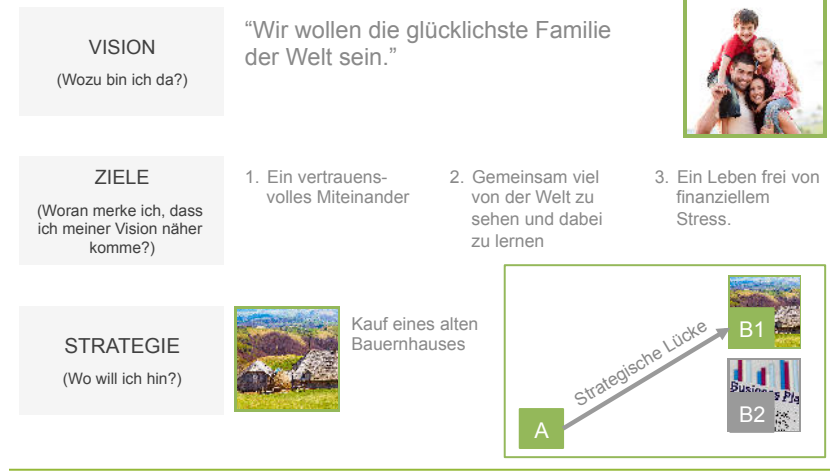 VISION
(Wozu bin ich da?)
“Wir wollen die glücklichste Familie
der Welt sein.”
ZIELE
(Woran merke ich, dass
ich meiner Vision näher
komme?)
1. Ein vertrauens-
volles Miteinander
2. Gemeinsam viel
von der Welt zu
sehen und dabei
zu lernen
3. Ein Leben frei von
finanziellem
Stress.
STRATEGIE
(Wo will ich hin?)
Kauf eines alten
Bauernhauses
A
Strategische Lücke
B1
Business Pla
B2